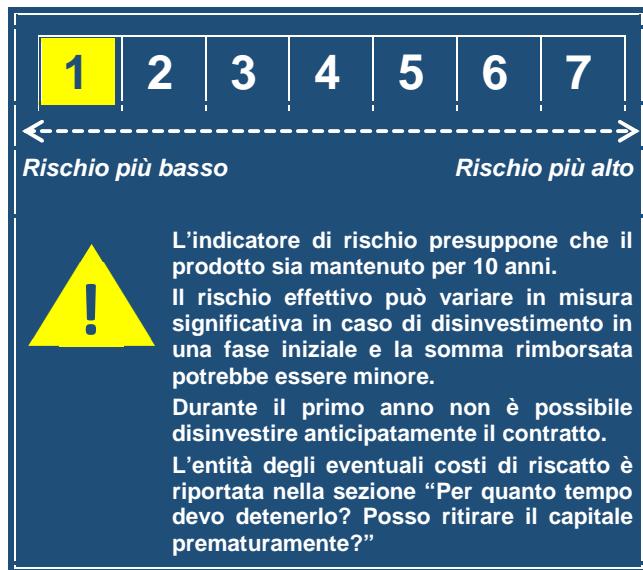 1 2 3 4 5 6 7
Rischio più basso Rischio più alto
!
L’indicatore di rischio presuppone che il
prodotto sia mantenuto per 10 anni.
Il rischio effettivo può variare in misura
significativa in caso di disinvestimento in
una fase iniziale e la somma rimborsata
potrebbe essere minore.
Durante il primo anno non è possibile
disinvestire anticipatamente il contratto.
L’entità degli eventuali costi di riscatto è
riportata nella sezione “Per quanto tempo
devo detenerlo? Posso ritirare il capitale
prematuramente?”